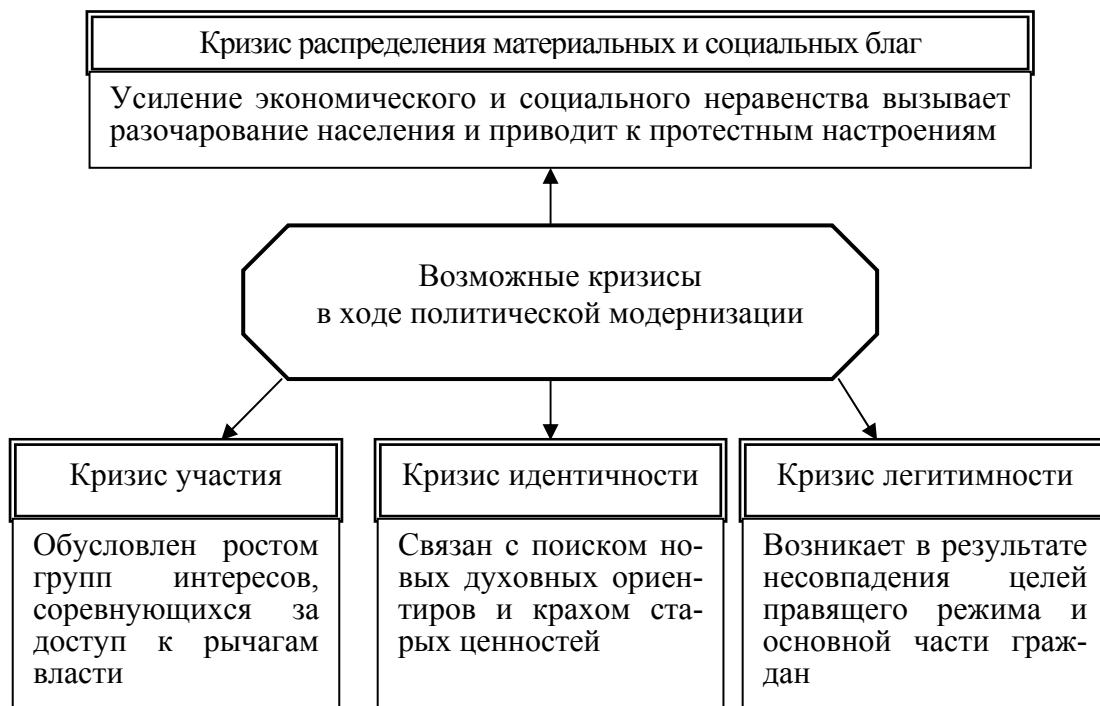 Кризис распределения материальных и социальных благ
Усиление экономического и социального неравенства вызывает
разочарование населения и приводит к протестным настроениям
Возможные кризисы
в ходе политической модернизации
Кризис участия
Обусловлен ростом
групп интересов,
соревнующихся за
доступ к рычагам
власти
Кризис идентичности
Связан с поиском но-
вых духовных ориен-
тиров и крахом ста-
рых ценностей
Кризис легитимности
Возникает в результате
несовпадения целей
правящего режима и
основной части граж-
дан